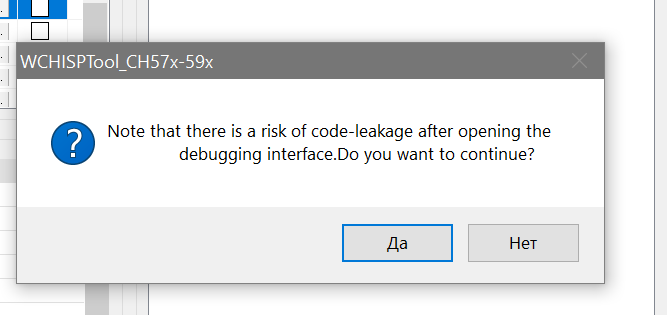 WCHISPTool_CH57x-59x
Note that there is a risk of code-leakage after opening the
debugging interface.Do you want to continue?
Да
Нет